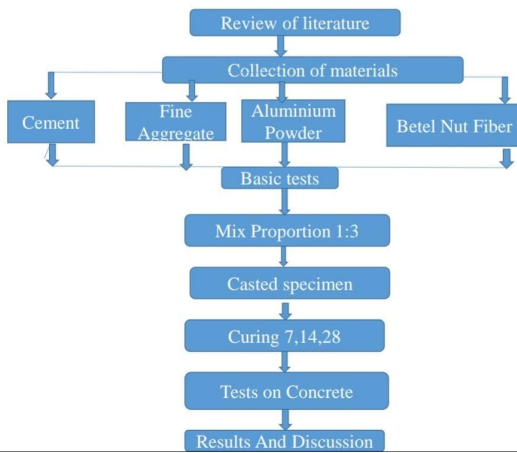 Review of literature
Collection of materials
Cement
Fine
Aggregate
Aluminium
Powder
Betel Nut Fiber
Basic tests
Mix Proportion 1:3
Casted specimen
Curing 7,14,28
Tests on Concrete
Results And Discussion